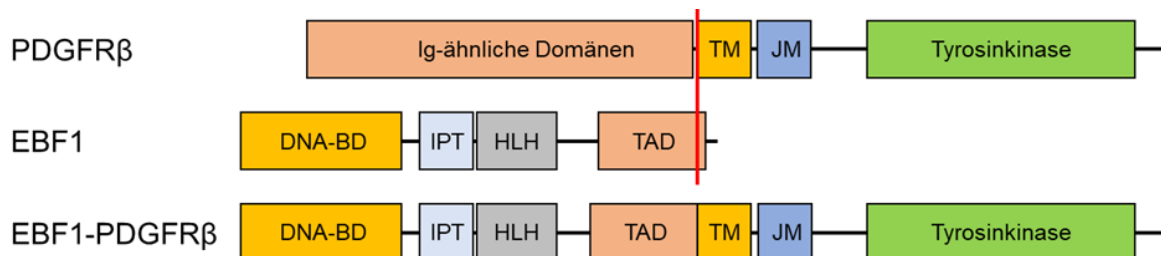 PDGFRβ Ig-ähnliche Domänen TM JM Tyrosinkinase
EBF1 DNA-BD IPT HLH TAD
EBF1-PDGFRβ DNA-BD IPT HLH TAD TM JM Tyrosinkinase